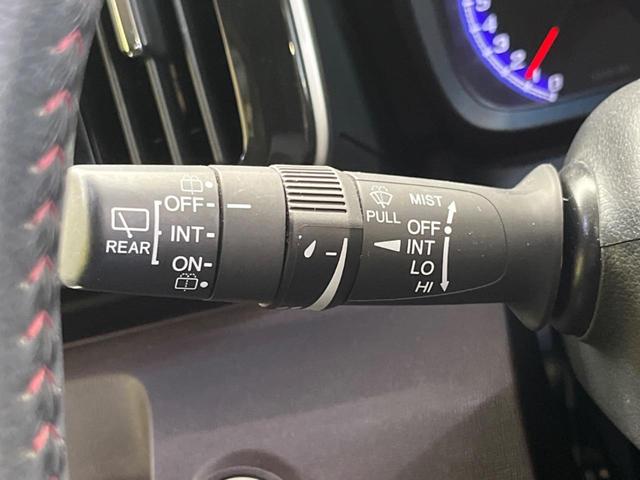 REAR
OFF
INT
ON
PULL
MIST
OFF
INT
LO
HI